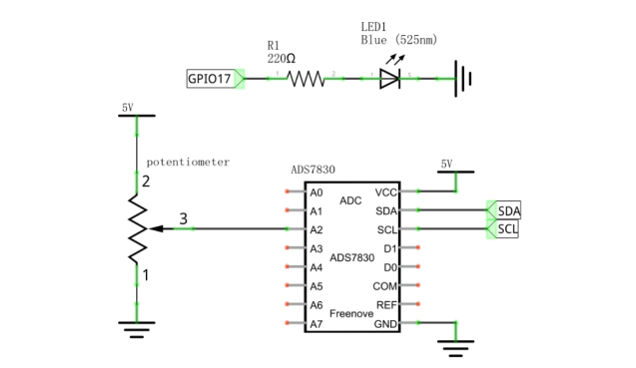 LED1
Blue (525nm)
R1
220Ω
GPIO17
5V
potentiometer
2
3
1
ADS7830
5V
A0
ADC
VCC
A1
SDA
SDA
A2
SCL
SCL
A3
D1
ADS7830
A4
D0
A5
COM
A6
REF
Freenove
A7
GND